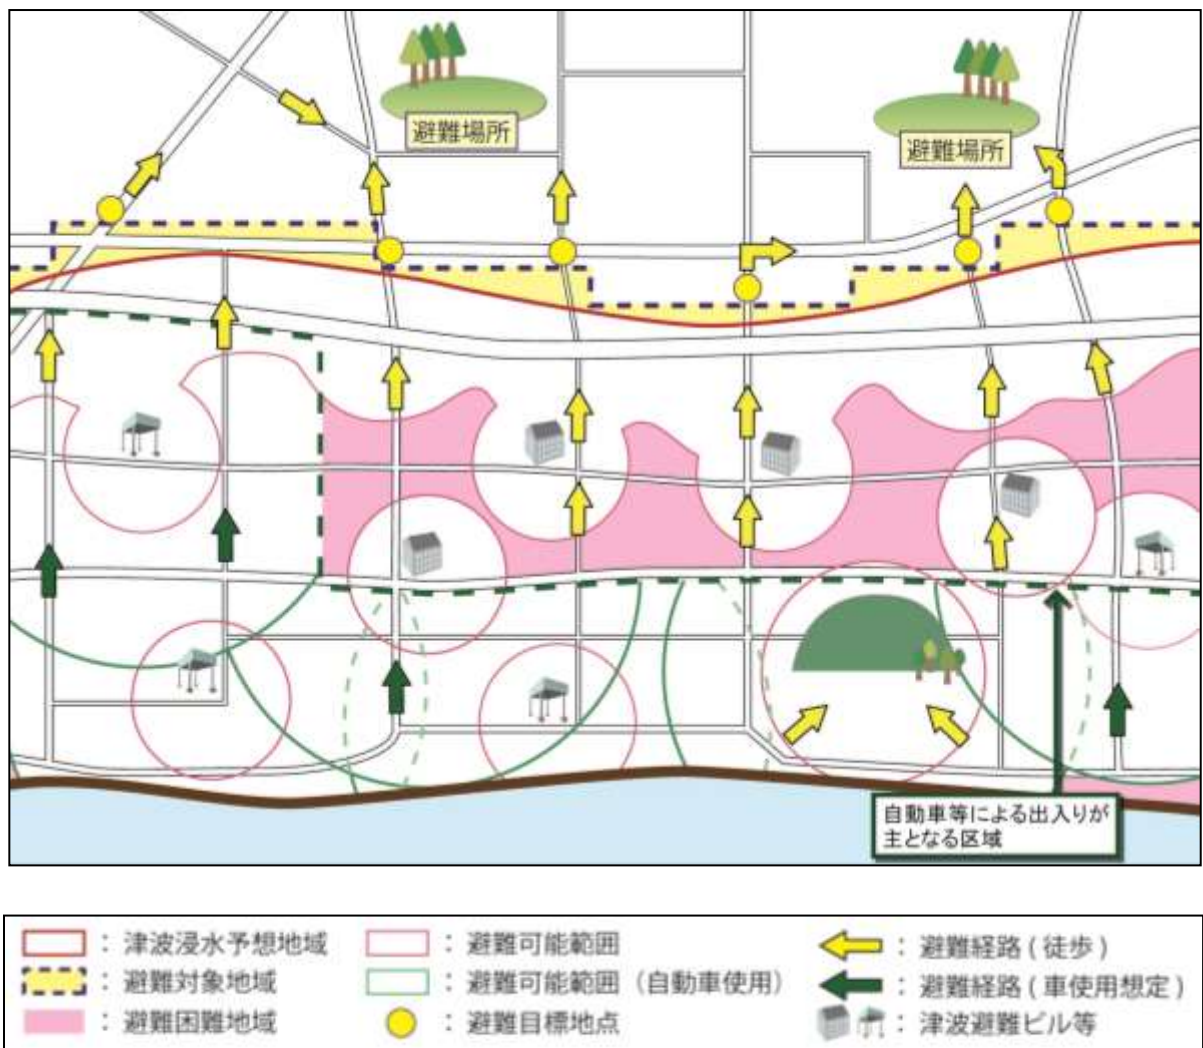 避難場所
避難場所
自動車等による出入りが
主となる区域
：津波浸水予想地域
：避難対象地域
：避難困難地域
：避難可能範囲
：避難可能範囲（自動車使用）
：避難目標地点
：避難経路(徒歩)
：避難経路(車使用想定)
：津波避難ビル等